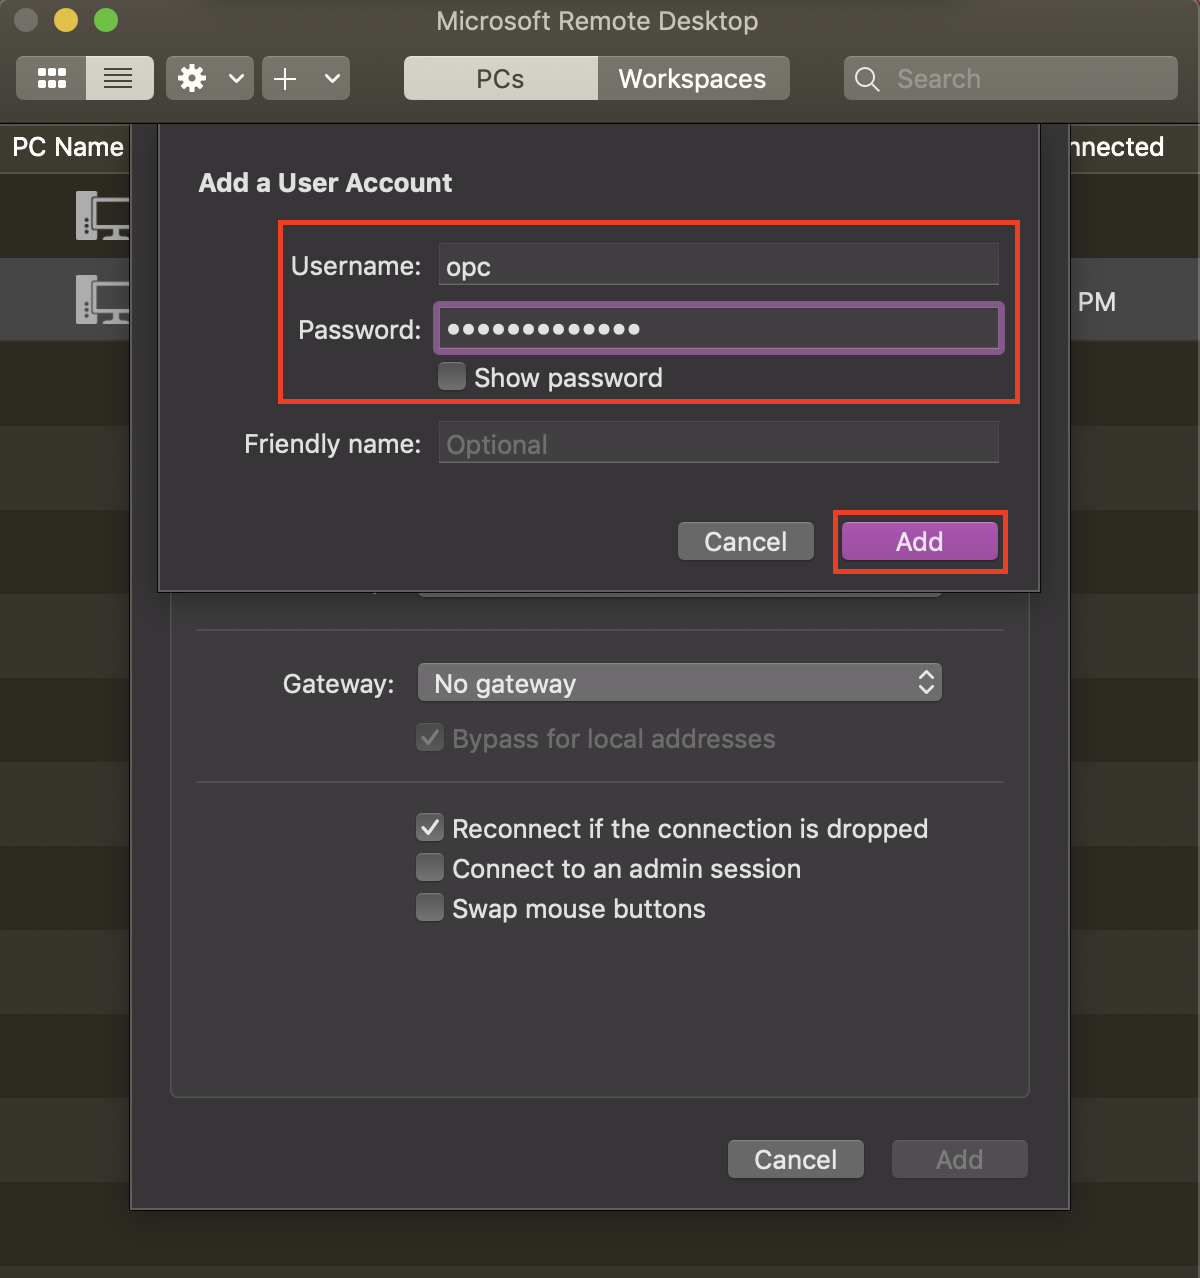 Microsoft Remote Desktop
PCs
Workspaces
Search
PC Name
nnected
Add a User Account
Username: opc
Password: •••••••••••••
Show password
PM
Friendly name: Optional
Cancel
Add
Gateway: No gateway
Bypass for local addresses
Reconnect if the connection is dropped
Connect to an admin session
Swap mouse buttons
Cancel
Add